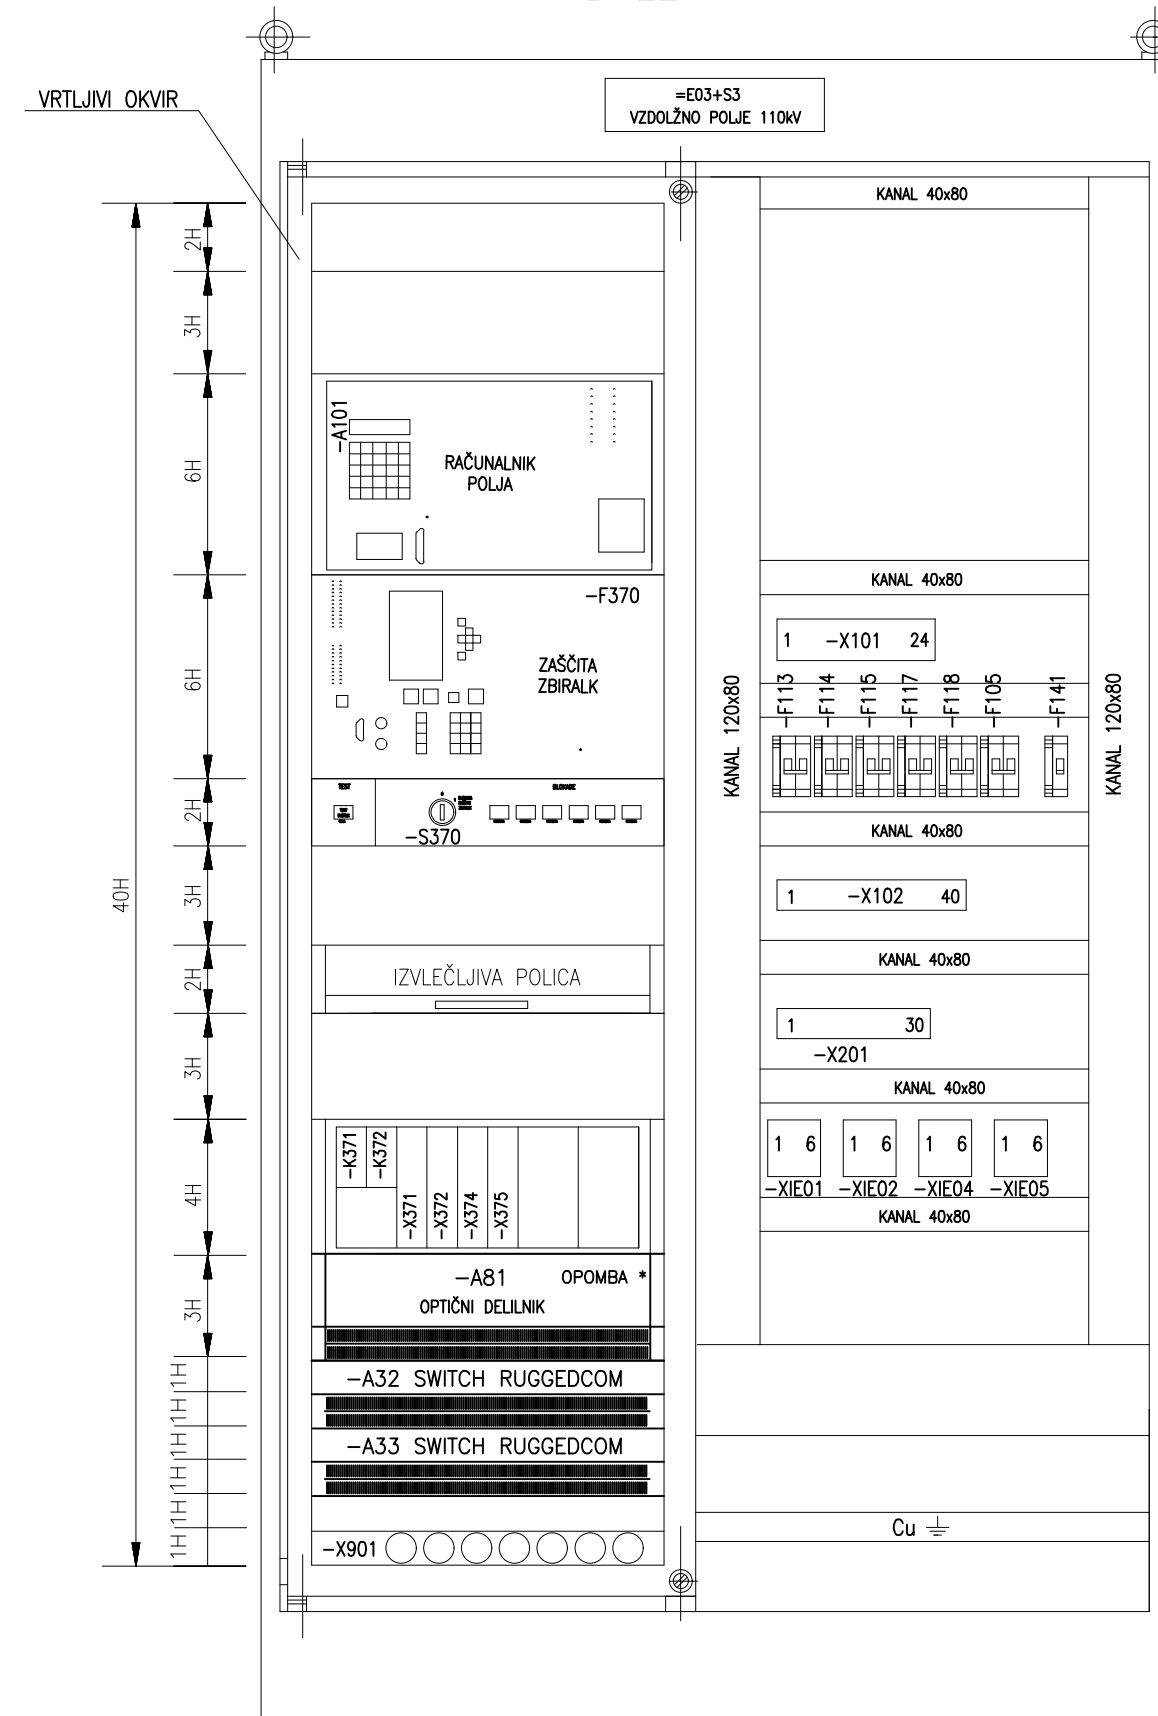 VRTLJIVI OKVIR
=E03+S3
VZDOLŽNO POLJE 110kV
40H
2H
3H
6H
6H
2H
3H
2H
3H
4H
3H
1H
1H
1H
1H
1H
1H
-A101
RAČUNALNIK
POLJA
-F370
ZAŠČITA
ZBIRALK
TEST
BLOKADE
-S370
IZVLEČLJIVA POLICA
-K371
-K372
-X371
-X372
-X374
-X375
-A81 OPOMBA *
OPTIČNI DELILNIK
-A32 SWITCH RUGGEDCOM
-A33 SWITCH RUGGEDCOM
-X901
KANAL 40x80
KANAL 40x80
1 -X101 24
KANAL 120x80
-F113
-F114
-F115
-F117
-F118
-F105
-F141
KANAL 120x80
KANAL 40x80
1 -X102 40
KANAL 40x80
1 30
-X201
KANAL 40x80
1 6 1 6 1 6 1 6
-XIE01 -XIE02 -XIE04 -XIE05
KANAL 40x80
Cu